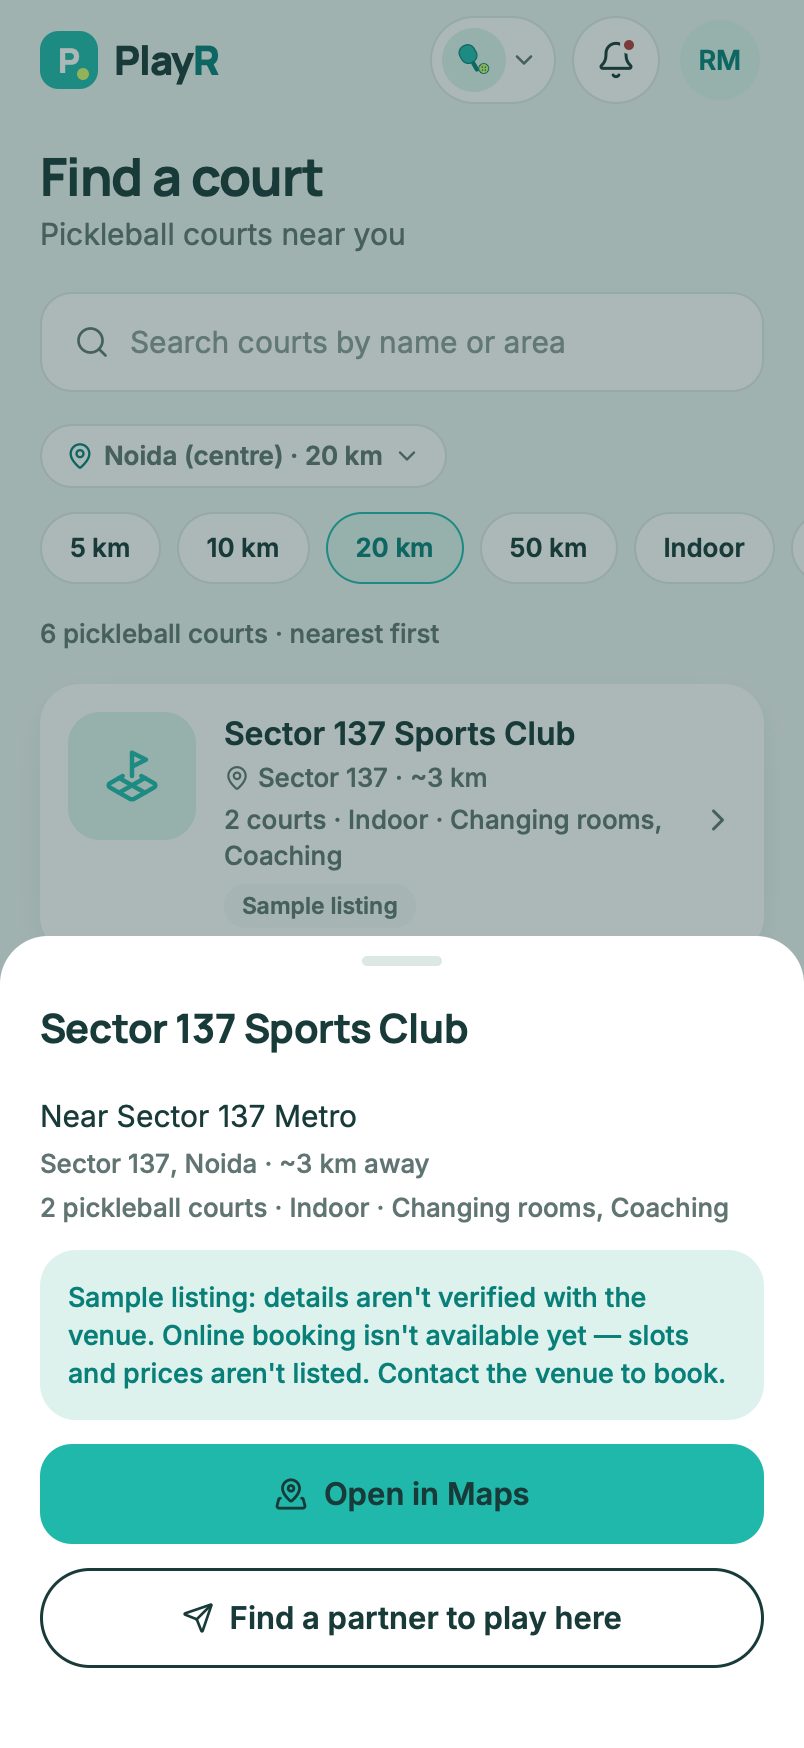 P.
PlayR
RM
Find a court
Pickleball courts near you
Search courts by name or area
Noida (centre) · 20 km
5 km
10 km
20 km
50 km
Indoor
6 pickleball courts · nearest first
Sector 137 Sports Club
Sector 137 · ~3 km
2 courts · Indoor · Changing rooms,
Coaching
Sample listing
Sector 137 Sports Club
Near Sector 137 Metro
Sector 137, Noida · ~3 km away
2 pickleball courts · Indoor · Changing rooms, Coaching
Sample listing: details aren't verified with the
venue. Online booking isn't available yet — slots
and prices aren't listed. Contact the venue to book.
Open in Maps
Find a partner to play here